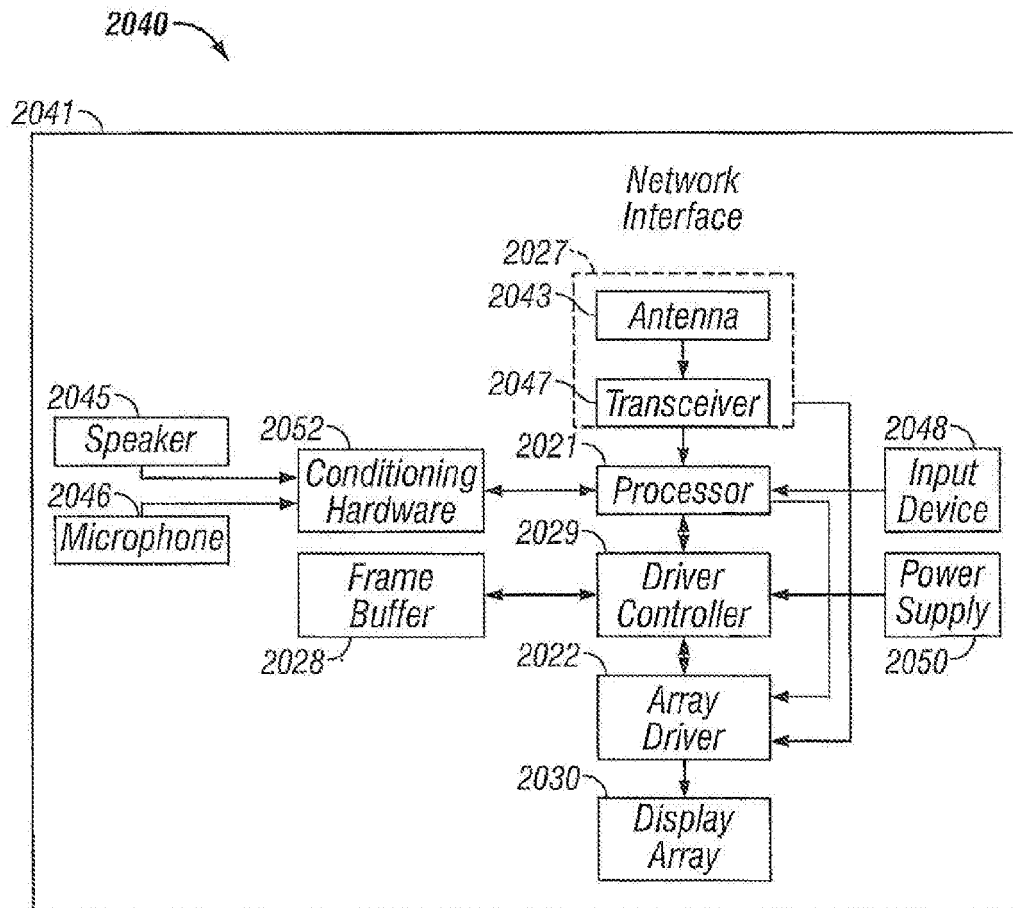 2040
2041
Network
Interface
2027
2043
Antenna
2047
Transceiver
2045
Speaker
2052
Conditioning
Hardware
2021
Processor
2048
Input
Device
2046
Microphone
2029
Driver
Controller
Frame
Buffer
2028
Power
Supply
2050
2022
Array
Driver
2030
Display
Array